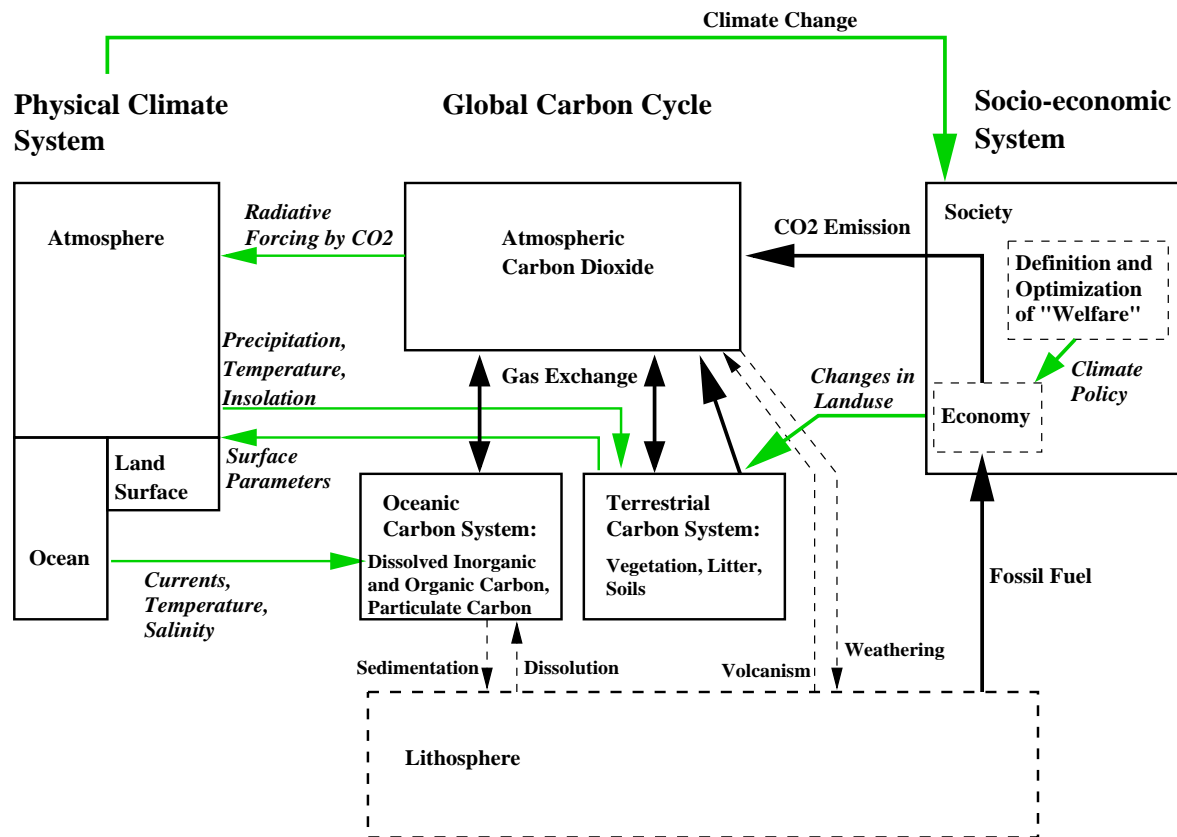 Climate Change
Physical Climate
System
Global Carbon Cycle
Socio-economic
System
Atmosphere
Radiative
Forcing by CO2
Atmospheric
Carbon Dioxide
CO2 Emission
Society
Definition and
Optimization
of "Welfare"
Precipitation,
Temperature,
Insolation
Gas Exchange
Changes in
Landuse
Climate
Policy
Economy
Land
Surface
Surface
Parameters
Ocean
Currents,
Temperature,
Salinity
Oceanic
Carbon System:
Dissolved Inorganic
and Organic Carbon,
Particulate Carbon
Terrestrial
Carbon System:
Vegetation, Litter,
Soils
Fossil Fuel
Sedimentation
Dissolution
Volcanism
Weathering
Lithosphere